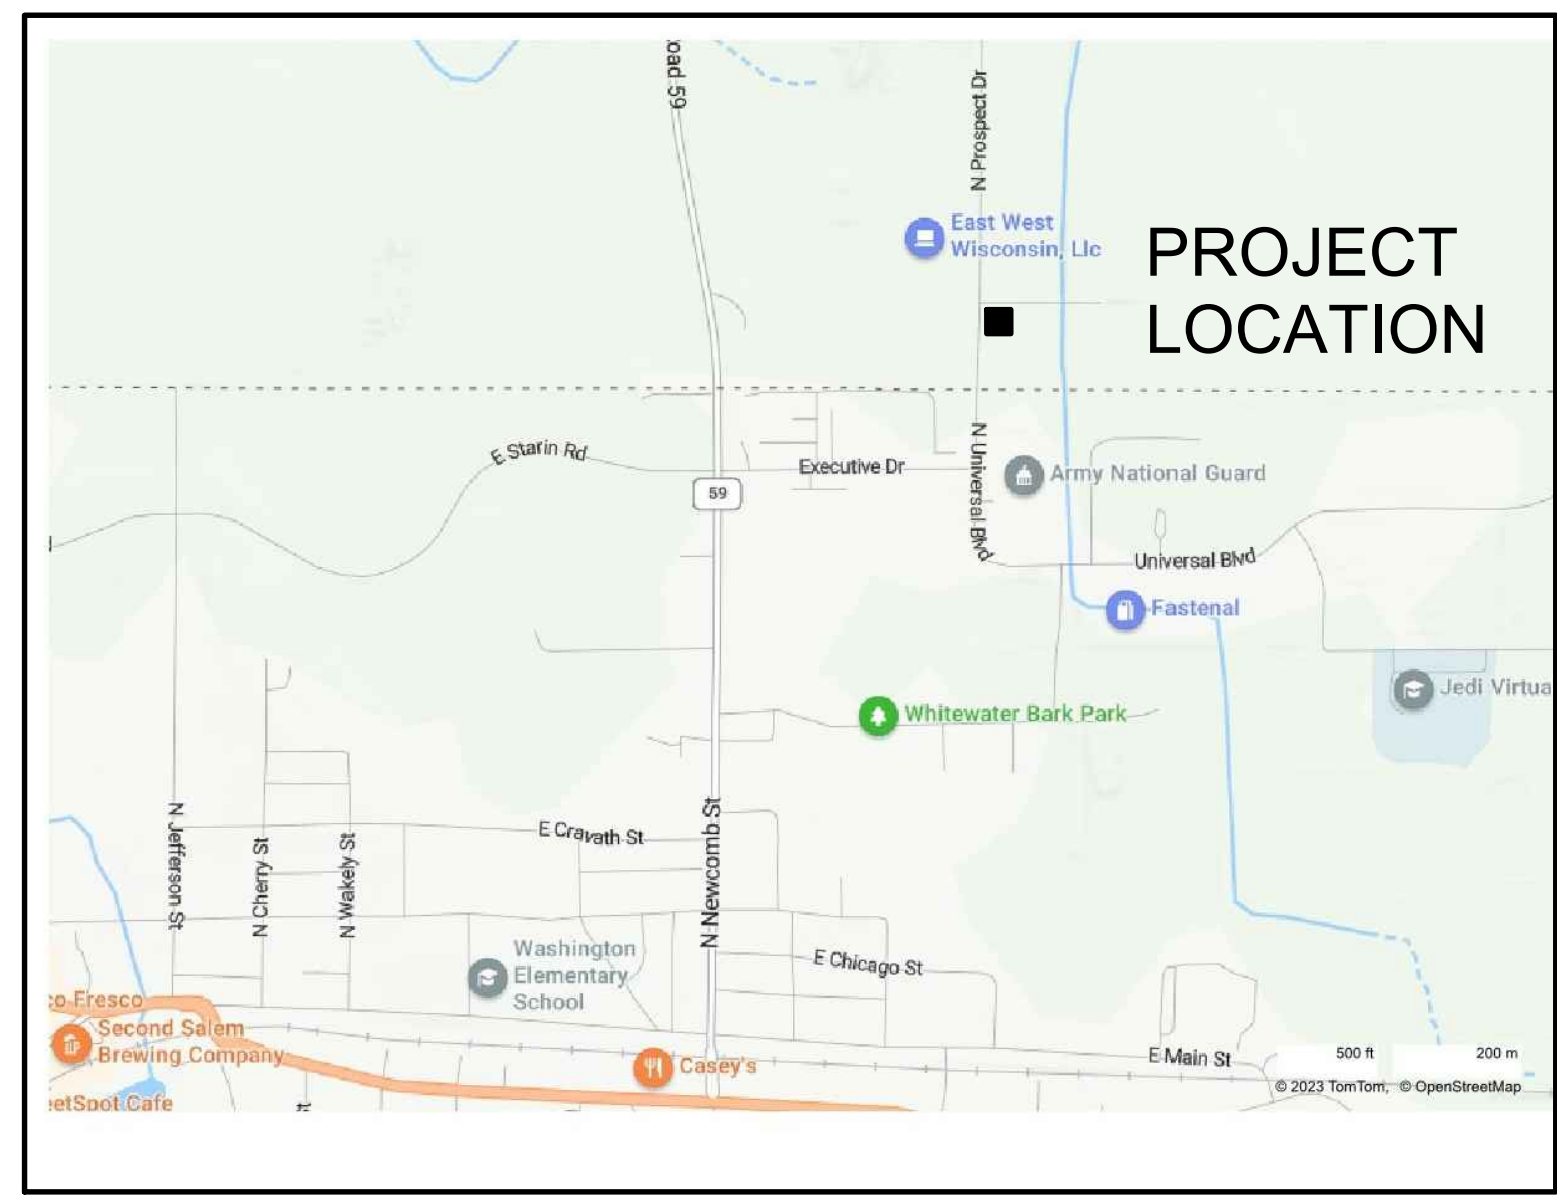 oad 59
N Prospect Dr
East West
Wisconsin, Llc
PROJECT
LOCATION
E Starin Rd
Executive Dr
59
N Universal Blvd
Army National Guard
Universal Blvd
Fastenal
Jedi Virtua
Whitewater Bark Park
N Jefferson St
N Cherry St
N Wakely St
E Cravath St
N Newcomb St
Washington
Elementary
School
E Chicago St
co Fresco
Second Salem
Brewing Company
Casey's
E Main St
500 ft
200 m
© 2023 TomTom, © OpenStreetMap
eetSpot Cafe